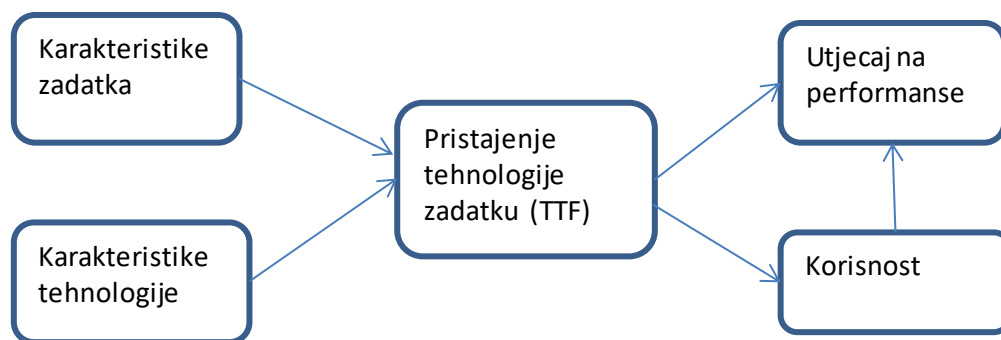 Karakteristike
zadatka
Karakteristike
tehnologije
Pristajenje
tehnologije
zadatku (TTF)
Utjecaj na
performanse
Korisnost